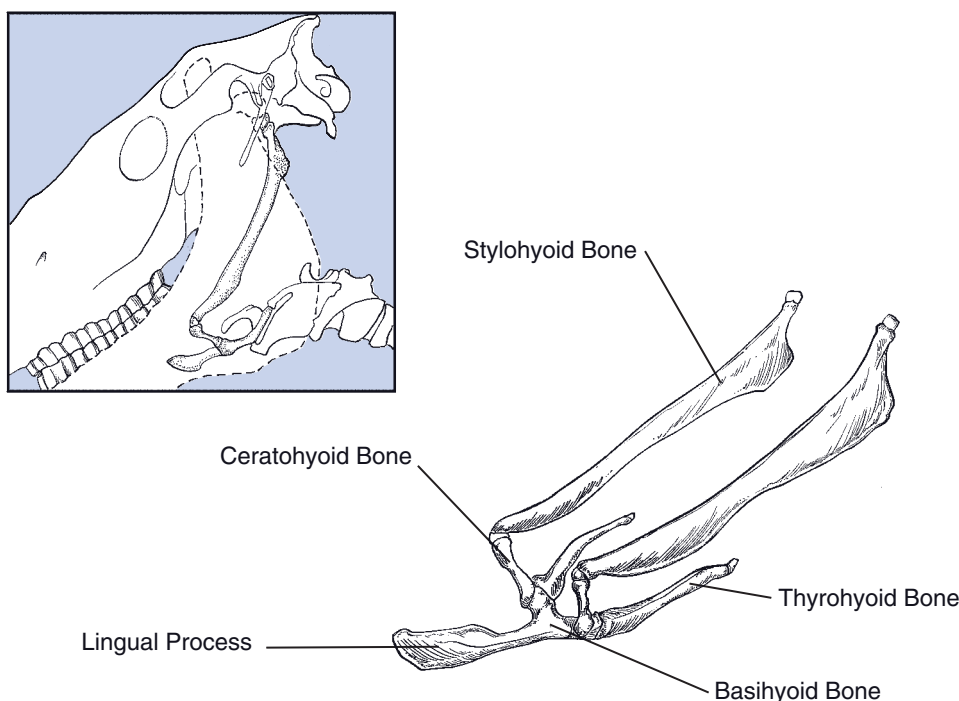 Stylohyoid Bone
Ceratohyoid Bone
Thyrohyoid Bone
Lingual Process
Basihyoid Bone